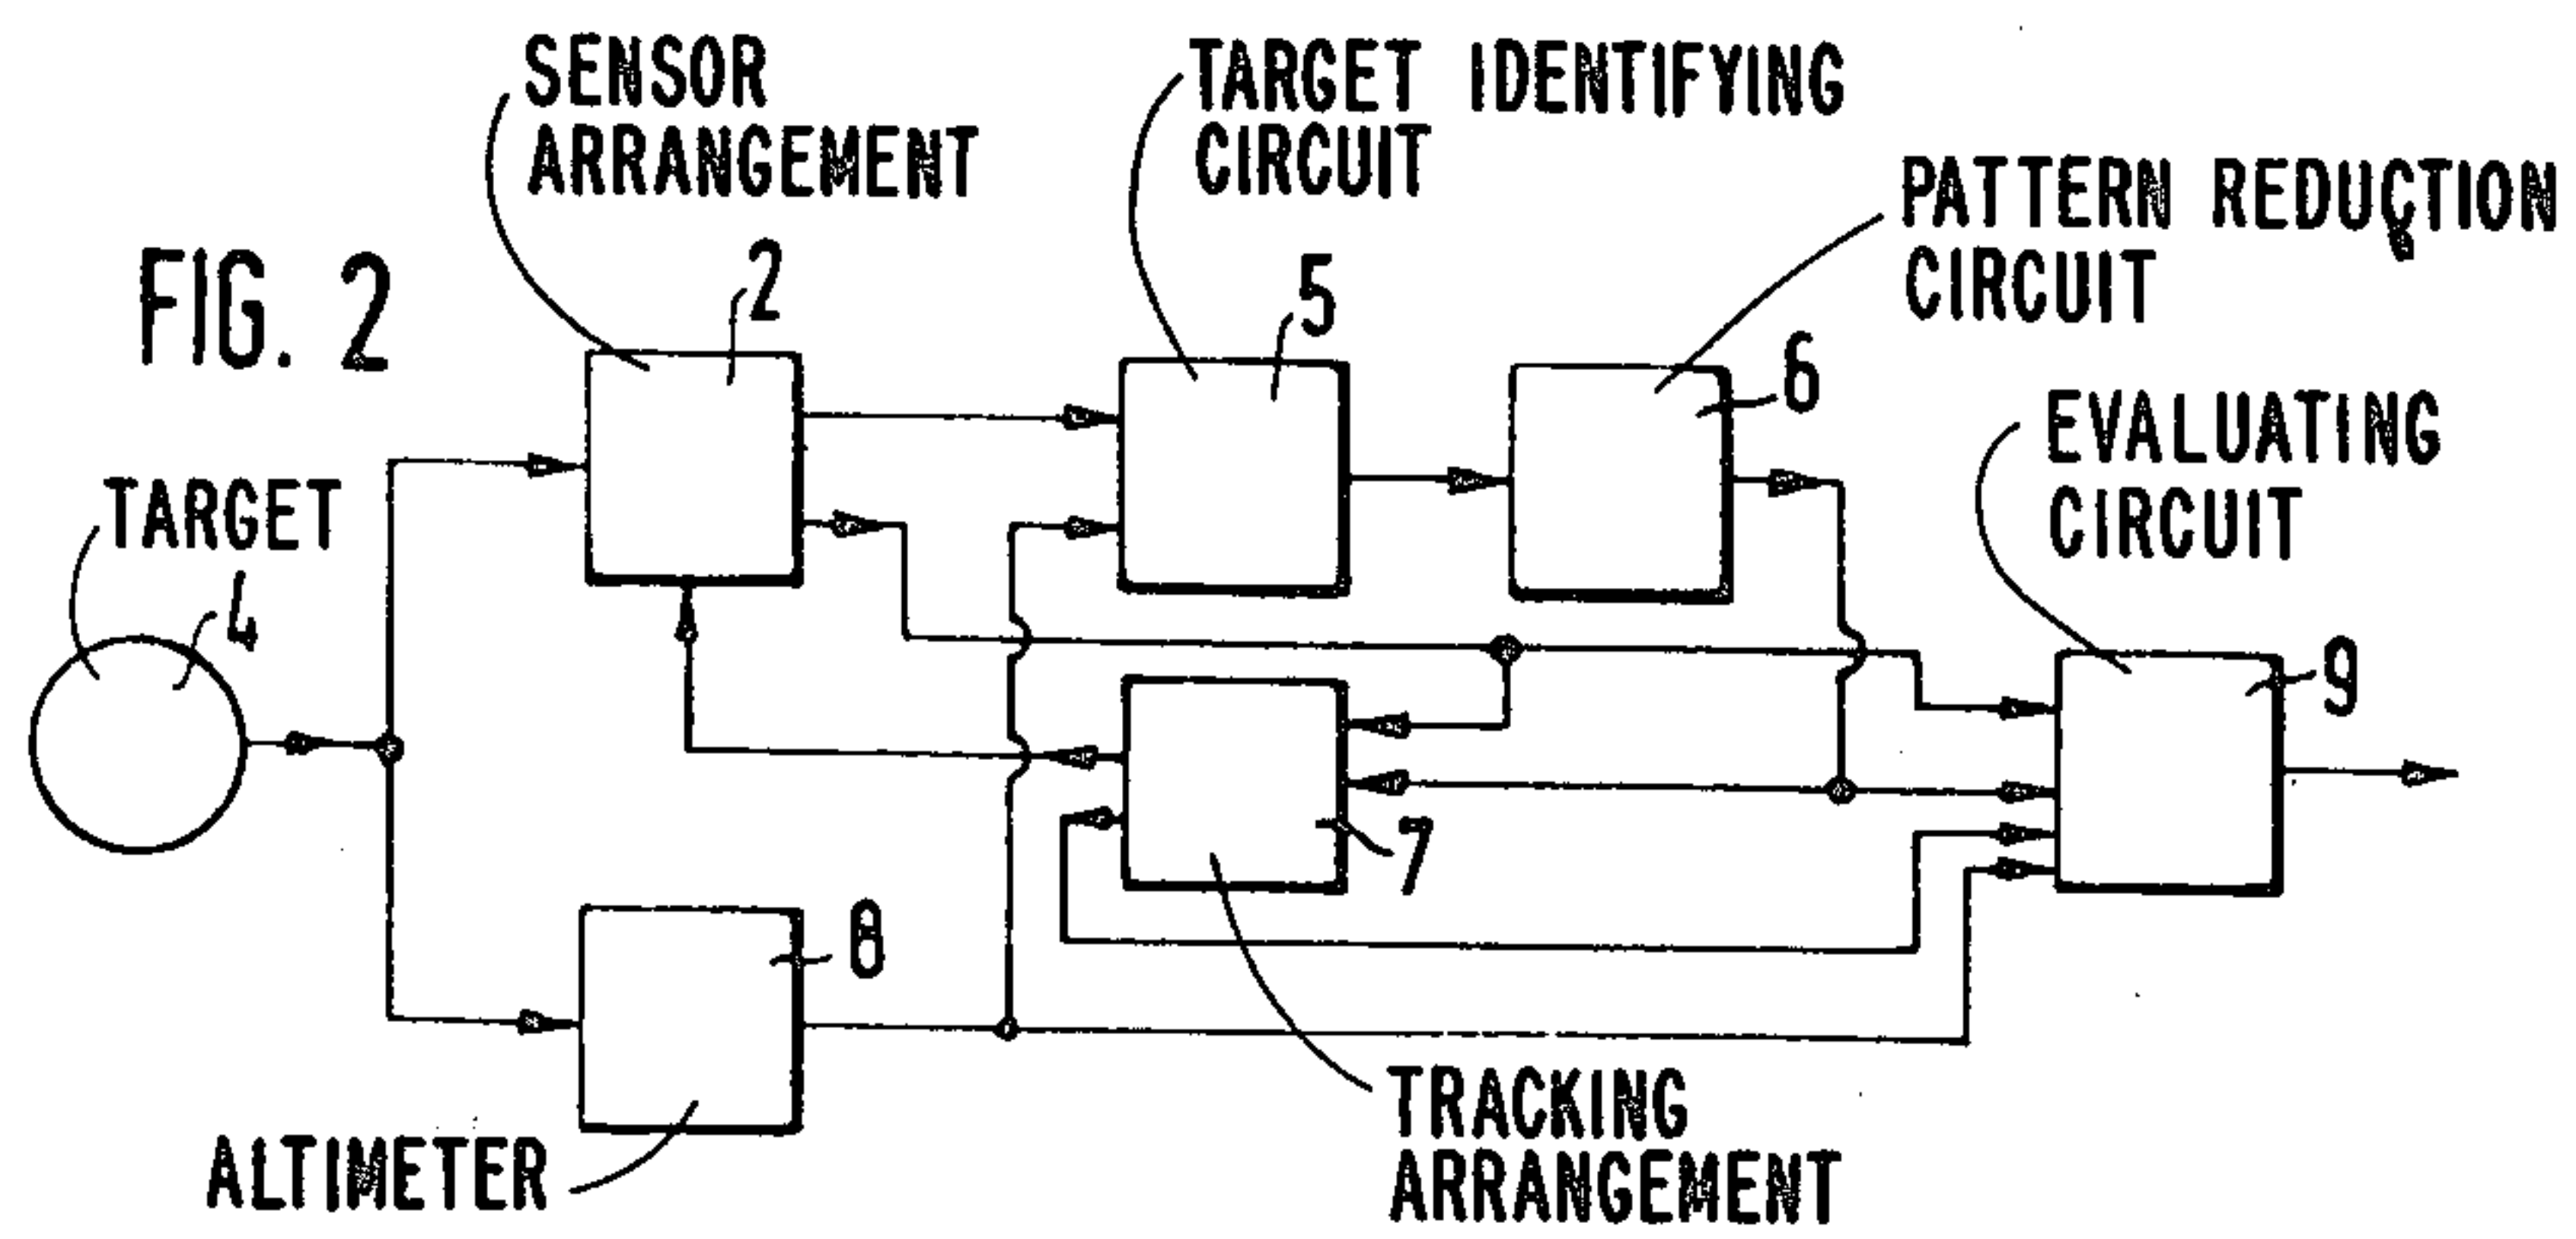 FIG. 2
SENSOR
ARRANGEMENT
2
TARGET IDENTIFYING
CIRCUIT
5
PATTERN REDUCTION
CIRCUIT
6
EVALUATING
CIRCUIT
9
TARGET
4
7
8
ALTIMETER
TRACKING
ARRANGEMENT